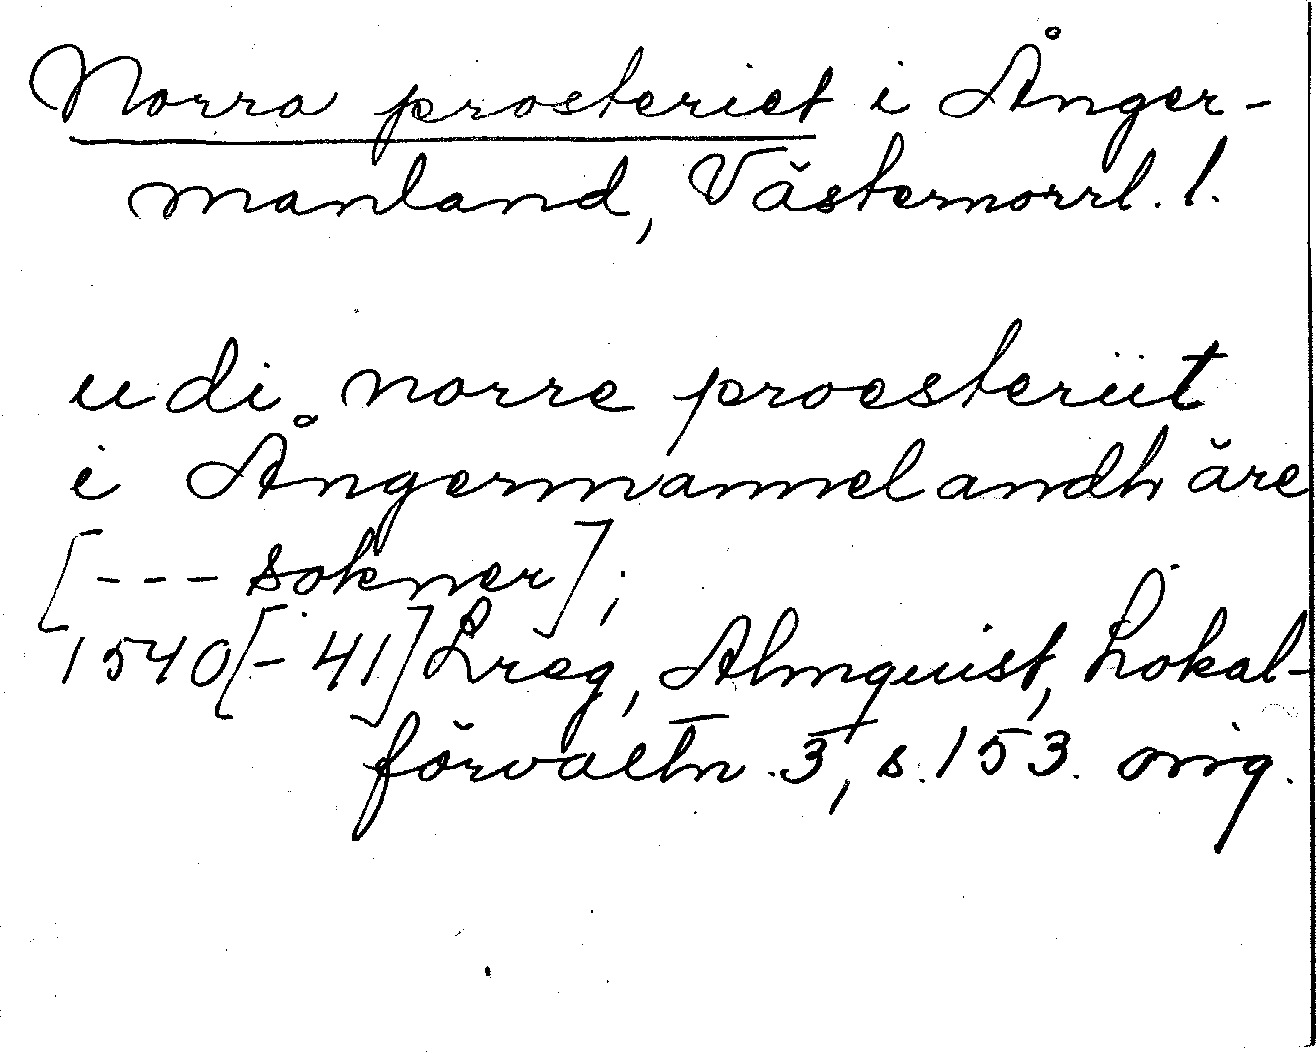 Norra prosteriet i Ånger-
manland, Västernorrl. l.
udi norre proesteriit
i Ångermannelandh äre
[--- sokner];
1540[-41] Lreg, Almquist, Lokal-
förvaltn. 3, s. 153. orig.